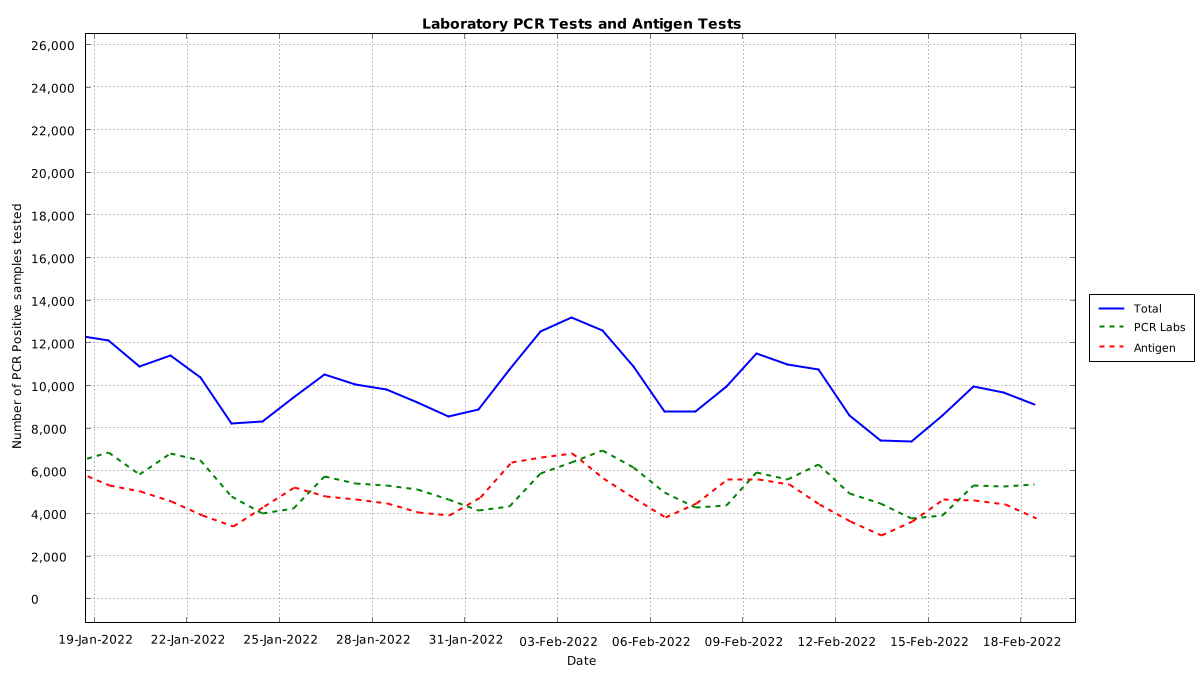 Laboratory PCR Tests and Antigen Tests
Number of PCR Positive samples tested
26,000
24,000
22,000
20,000
18,000
16,000
14,000
12,000
10,000
8,000
6,000
4,000
2,000
0
19-Jan-2022 22-Jan-2022 25-Jan-2022 28-Jan-2022 31-Jan-2022 03-Feb-2022 06-Feb-2022 09-Feb-2022 12-Feb-2022 15-Feb-2022 18-Feb-2022
Date
Total
PCR Labs
Antigen